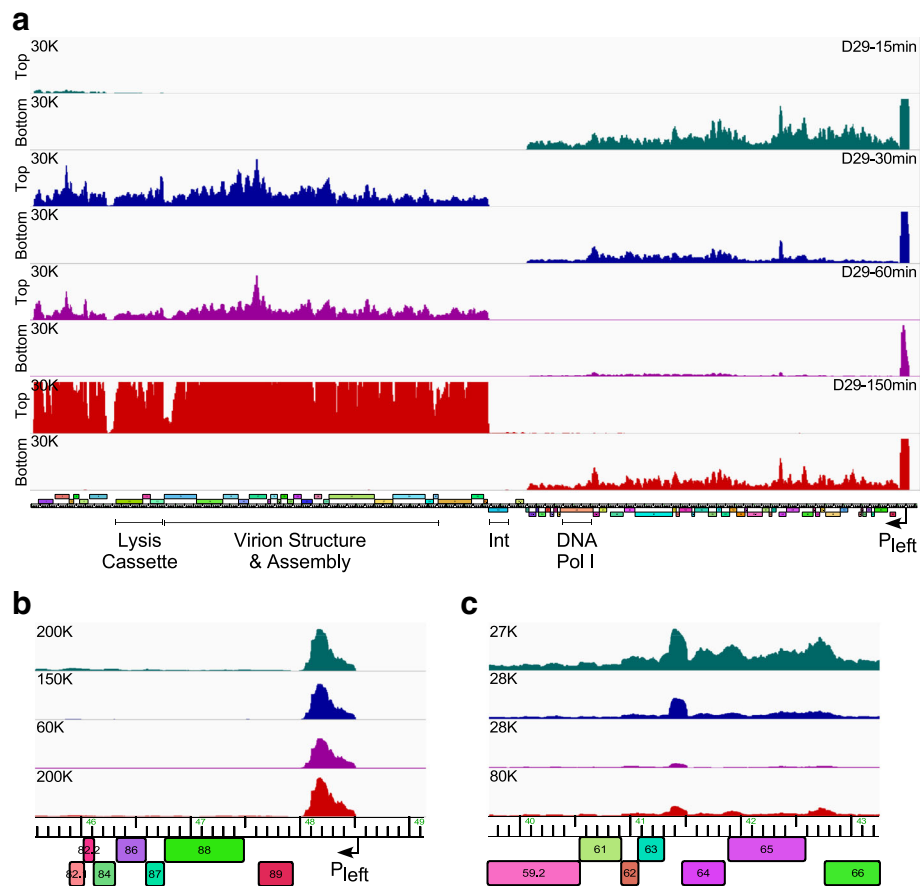 a
30K
Top
D29-15min
30K
Bottom
30K
Top
D29-30min
30K
Bottom
30K
Top
D29-60min
30K
Bottom
30K
Top
D29-150min
30K
Bottom
Lysis
Cassette
Virion Structure
& Assembly
Int
DNA
Pol I
Pleft
b
200K
150K
60K
200K
46
47
48
49
82.2
86
88
82.1
84
87
89
Pleft
c
27K
28K
28K
80K
40
41
42
43
61
63
65
59.2
62
64
66